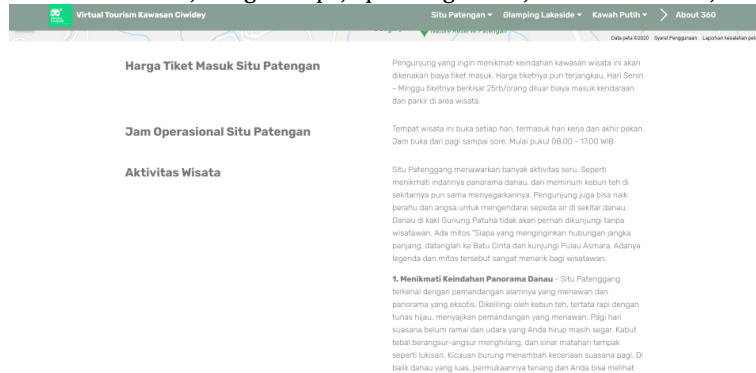 Virtual Tourism Kawasan Ciwidey
Situ Patengan
Glamping Lakeside
Kawah Putih
About 360
Nature Reserve Patengan
Data peta ©2020 Syarat Penggunaan Laporkan kesalahan peta
Harga Tiket Masuk Situ Patengan
Pengunjung yang ingin menikmati keindahan kawasan wisata ini akan
dikenakan biaya tiket masuk. Harga tiketnya pun terjangkau. Hari Senin
- Minggu tiketnya berkisar 25rb/orang diluar biaya masuk kendaraan
dan parkir di area wisata.
Jam Operasional Situ Patengan
Tempat wisata ini buka setiap hari, termasuk hari kerja dan akhir pekan.
Jam buka dari pagi sampai sore. Mulai pukul 08.00 - 17.00 WIB
Aktivitas Wisata
Situ Patenggang menawarkan banyak aktivitas seru. Seperti
menikmati indahnya panorama danau, dan meminum kebun teh di
sekitarnya pun sama menyegarkannya. Pengunjung juga bisa naik
perahu dan angsa untuk mengendarai sepeda air di sekitar danau.
Danau di kaki Gunung Patuha tidak akan pernah dikunjungi tanpa
wisatawan. Ada mitos "Siapa yang menginginkan hubungan jangka
panjang, datanglah ke Batu Cinta dan kunjungi Pulau Asmara. Adanya
legenda dan mitos tersebut sangat menarik bagi wisatawan.
1. Menikmati Keindahan Panorama Danau - Situ Patenggang
terkenal dengan pemandangan alamnya yang menawan dan
panorama yang eksotis. Dikelilingi oleh kebun teh, tertata rapi dengan
tunas hijau, menyajikan pemandangan yang menawan. Pagi hari
suasana belum ramai dan udara yang Anda hirup masih segar. Kabut
tebal berangsur-angsur menghilang, dan sinar matahari tampak
seperti lukisan. Kicauan burung menambah keceriaan suasana pagi. Di
balik danau yang luas, permukaannya tenang dan Anda bisa melihat